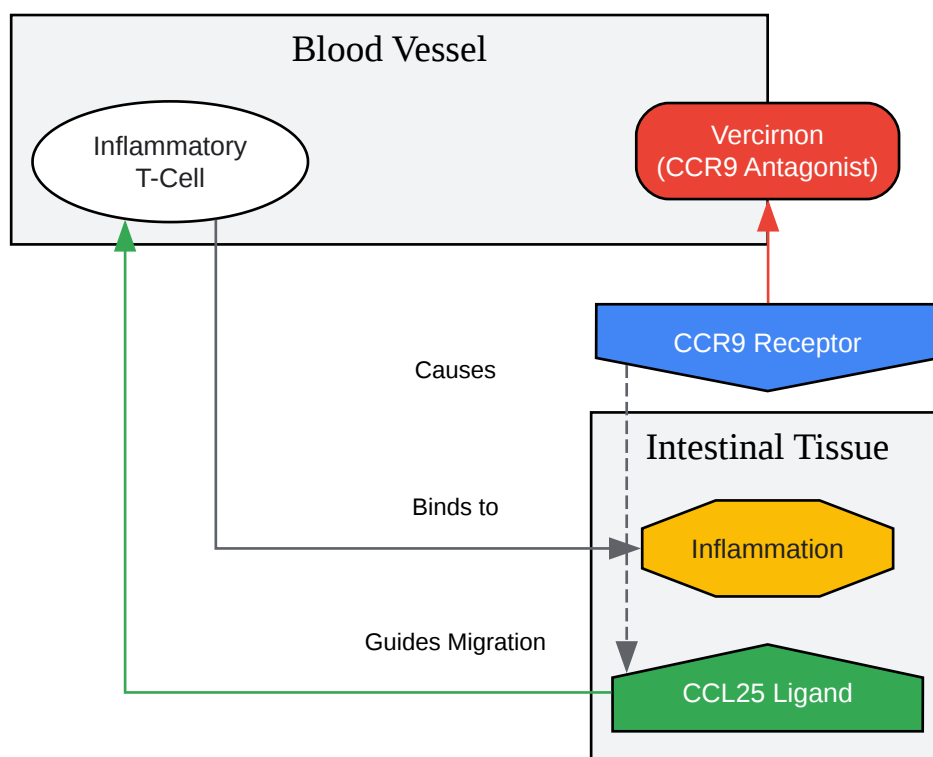 Blood Vessel
Inflammatory
T-Cell
Vercirnon
(CCR9 Antagonist)
CCR9 Receptor
Causes
Intestinal Tissue
Binds to
Inflammation
Guides Migration
CCL25 Ligand